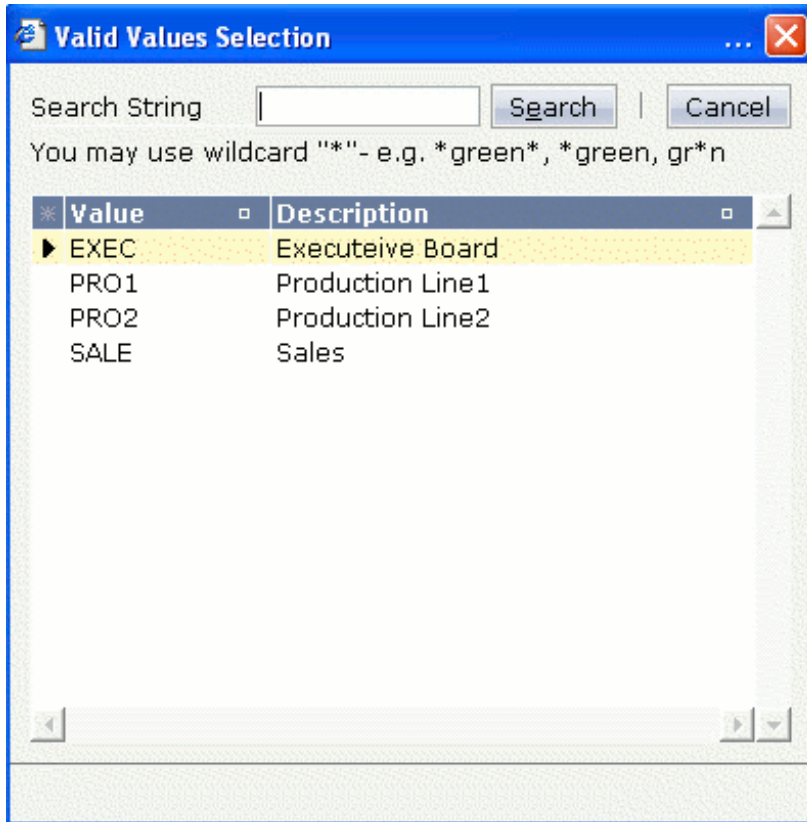 Valid Values Selection ...
Search String Search | Cancel
You may use wildcard "*"- e.g. *green*, *green, gr*n
Value Description
EXEC Executeive Board
PRO1 Production Line1
PRO2 Production Line2
SALE Sales